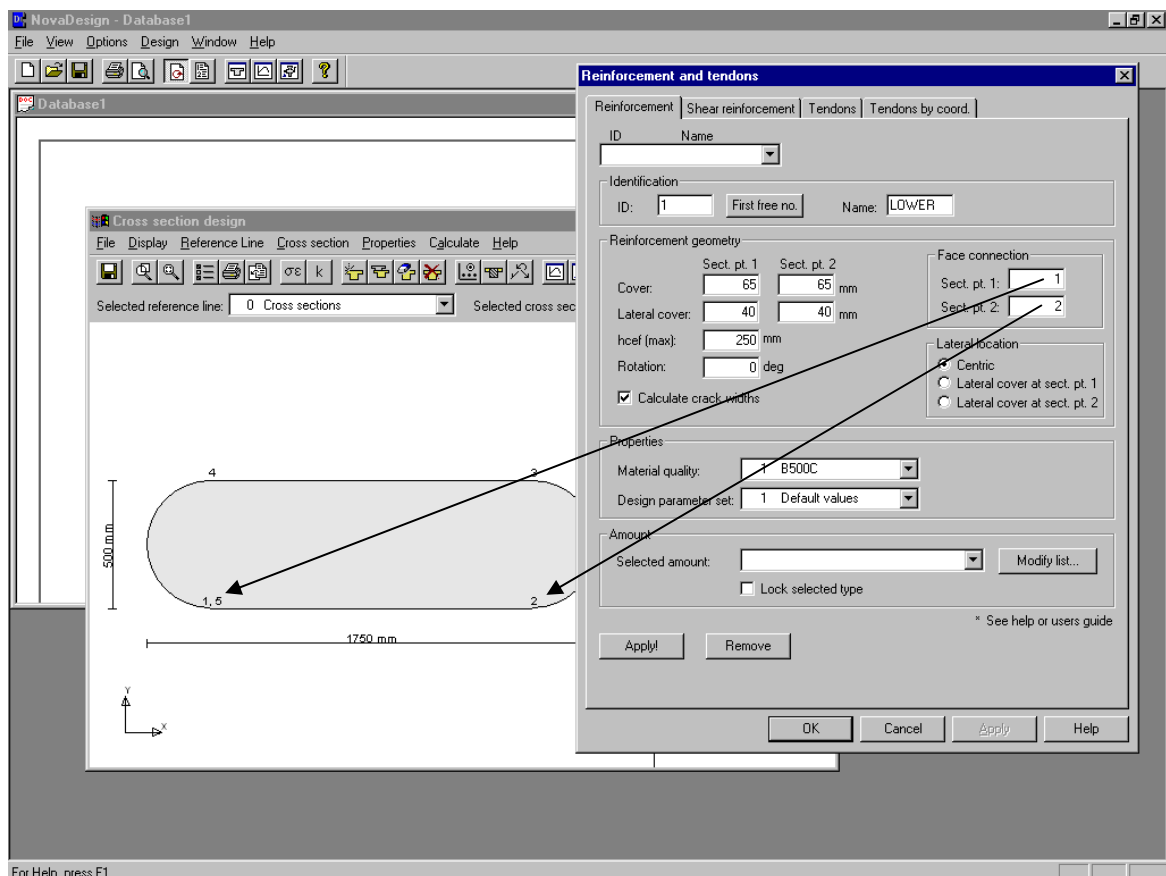 NovaDesign - Database1
File View Options Design Window Help
Database1
Cross section design
File Display Reference Line Cross section Properties Calculate Help
σε k
Selected reference line: 0 Cross sections Selected cross sec
4 3
500 mm
1, 5 2
1750 mm
Y
X
Reinforcement and tendons
Reinforcement Shear reinforcement Tendons Tendons by coord.
ID Name
Identification
ID: 1 First free no. Name: LOWER
Reinforcement geometry
Sect. pt. 1 Sect. pt. 2
Cover: 65 65 mm
Lateral cover: 40 40 mm
hcef (max): 250 mm
Rotation: 0 deg
Calculate crack widths
Face connection
Sect. pt. 1: 1
Sect. pt. 2: 2
Lateral location
Centric
Lateral cover at sect. pt. 1
Lateral cover at sect. pt. 2
Properties
Material quality: 1 B500C
Design parameter set: 1 Default values
Amount
Selected amount: Modify list...
Lock selected type
* See help or users guide
Apply! Remove
OK Cancel Apply Help
For Help, press F1